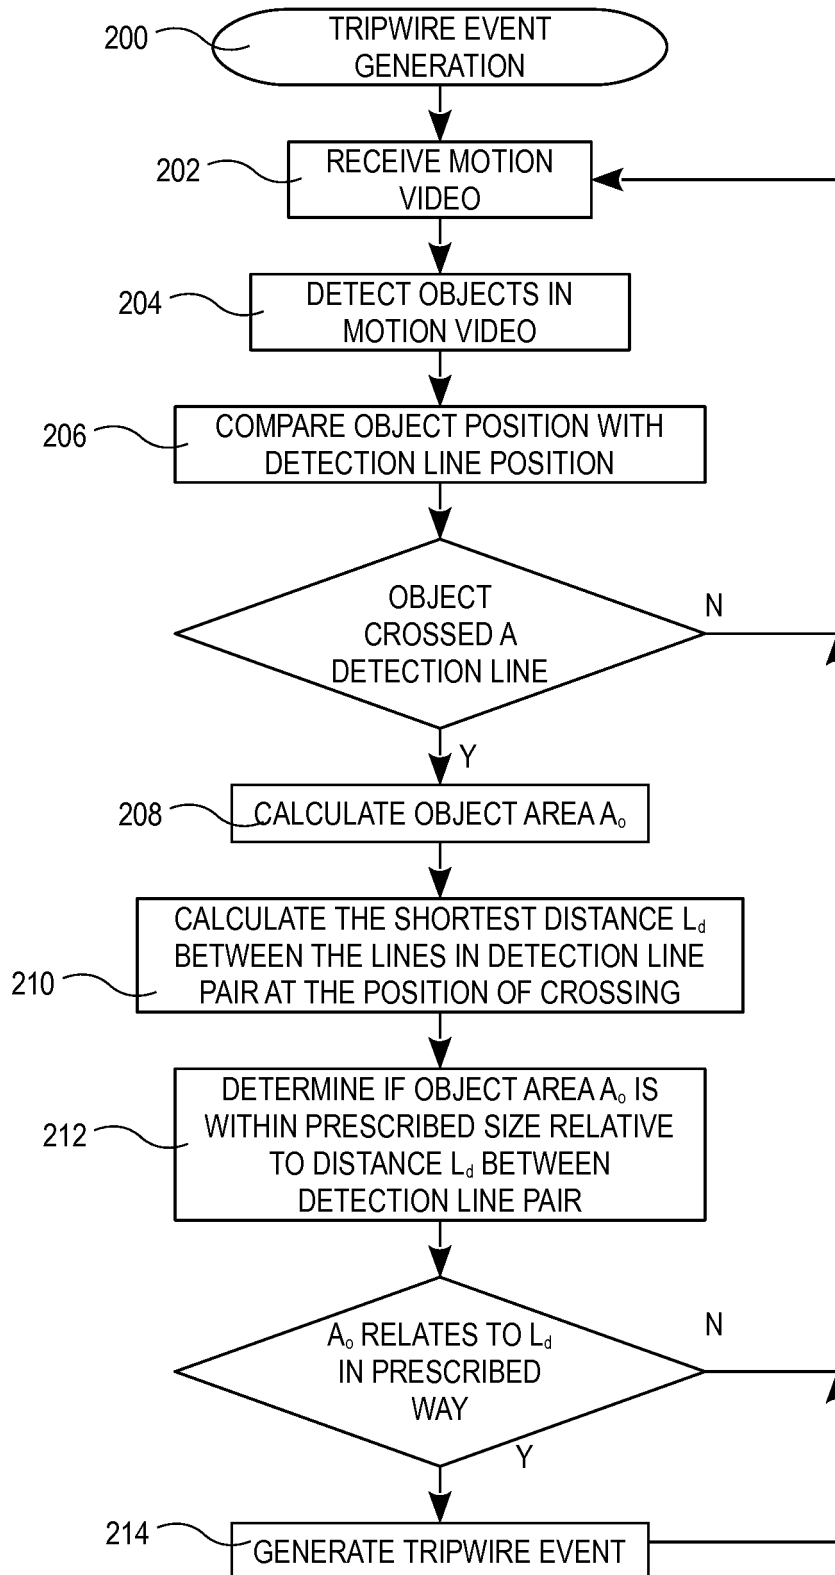 200
TRIPWIRE EVENT
GENERATION
202
RECEIVE MOTION
VIDEO
204
DETECT OBJECTS IN
MOTION VIDEO
206
COMPARE OBJECT POSITION WITH
DETECTION LINE POSITION
OBJECT
CROSSED A
DETECTION LINE
N
Y
208
CALCULATE OBJECT AREA Aₒ
210
CALCULATE THE SHORTEST DISTANCE L_d
BETWEEN THE LINES IN DETECTION LINE
PAIR AT THE POSITION OF CROSSING
212
DETERMINE IF OBJECT AREA Aₒ IS
WITHIN PRESCRIBED SIZE RELATIVE
TO DISTANCE L_d BETWEEN
DETECTION LINE PAIR
Aₒ RELATES TO L_d
IN PRESCRIBED
WAY
N
Y
214
GENERATE TRIPWIRE EVENT